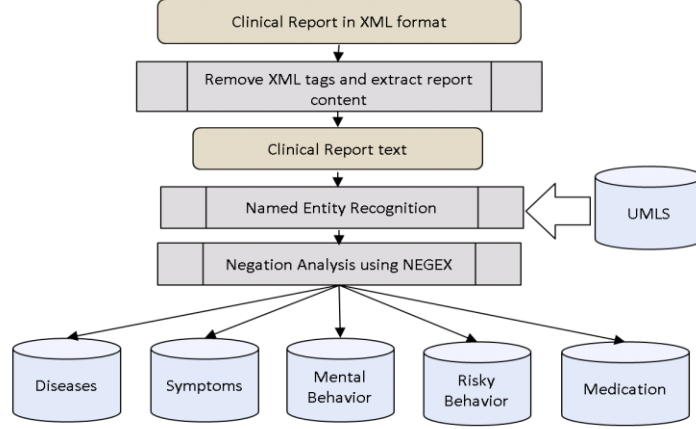 Clinical Report in XML format
Remove XML tags and extract report
content
Clinical Report text
Named Entity Recognition
UMLS
Negation Analysis using NEGEX
Diseases
Symptoms
Mental
Behavior
Risky
Behavior
Medication